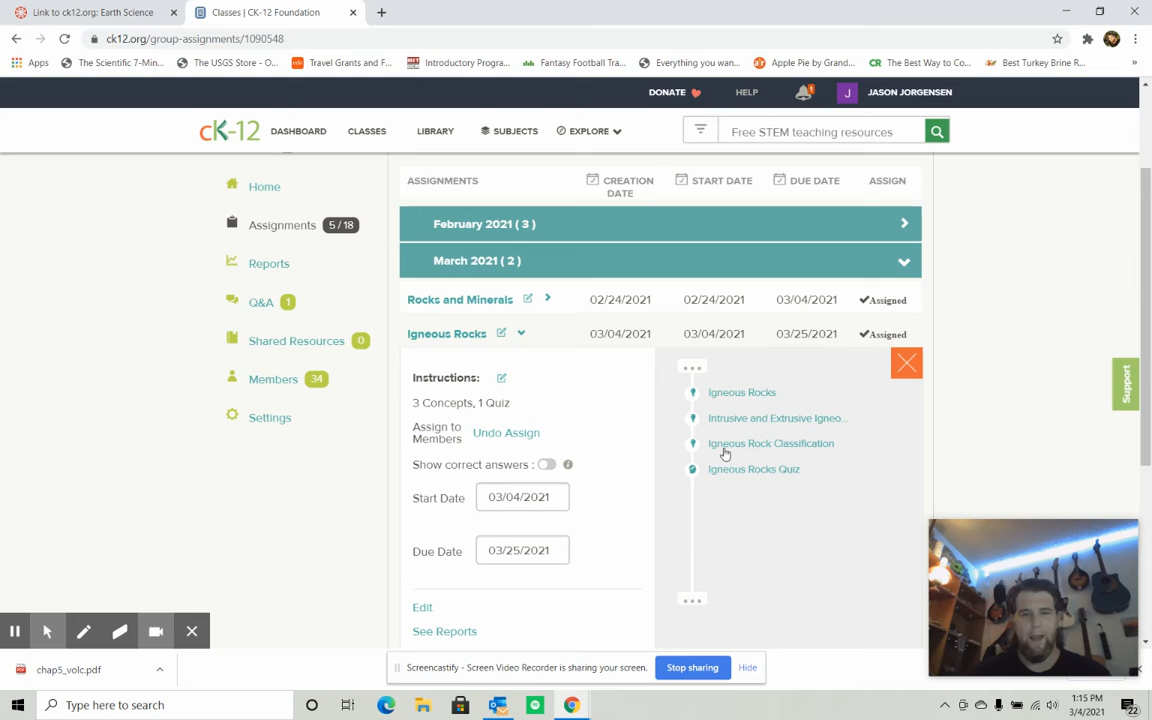 Link to ck12.org: Earth Science
Classes | CK-12 Foundation
ck12.org/group-assignments/1090548
Apps
The Scientific 7-Min...
The USGS Store - O...
Travel Grants and F...
Introductory Progra...
Fantasy Football Tra...
Everything you wan...
Apple Pie by Grand...
The Best Way to Co...
Best Turkey Brine R...
DONATE
HELP
1
J
JASON JORGENSEN
cK-12
DASHBOARD
CLASSES
LIBRARY
SUBJECTS
EXPLORE
Free STEM teaching resources
Home
Assignments 5 / 18
Reports
Q&A 1
Shared Resources 0
Members 34
Settings
ASSIGNMENTS
CREATION DATE
START DATE
DUE DATE
ASSIGN
February 2021 ( 3 )
March 2021 ( 2 )
Rocks and Minerals 02/24/2021 02/24/2021 03/04/2021 Assigned
Igneous Rocks 03/04/2021 03/04/2021 03/25/2021 Assigned
Instructions:
3 Concepts, 1 Quiz
Assign to Members Undo Assign
Show correct answers :
Start Date 03/04/2021
Due Date 03/25/2021
Edit
See Reports
Igneous Rocks
Intrusive and Extrusive Igneo...
Igneous Rock Classification
Igneous Rocks Quiz
Support
chap5_volc.pdf
Screencastify - Screen Video Recorder is sharing your screen.
Stop sharing
Hide
Type here to search
1:15 PM
3/4/2021
22